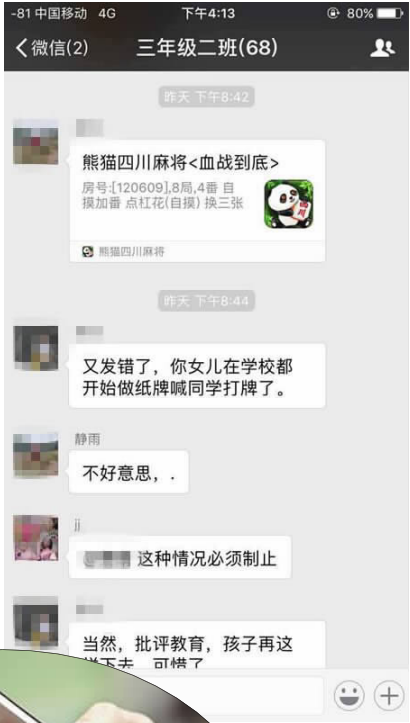 -81 中国移动 4G 下午4:13 80%
微信(2) 三年级二班(68)
昨天 下午8:42
熊猫四川麻将<血战到底>
房号:[120609],8局,4番 自
摸加番 点杠花(自摸) 换三张
熊猫四川麻将
昨天 下午8:44
又发错了，你女儿在学校都
开始做纸牌喊同学打牌了。
静雨
不好意思，.
jj
这种情况必须制止
当然，批评教育，孩子再这
样下去，可惜了